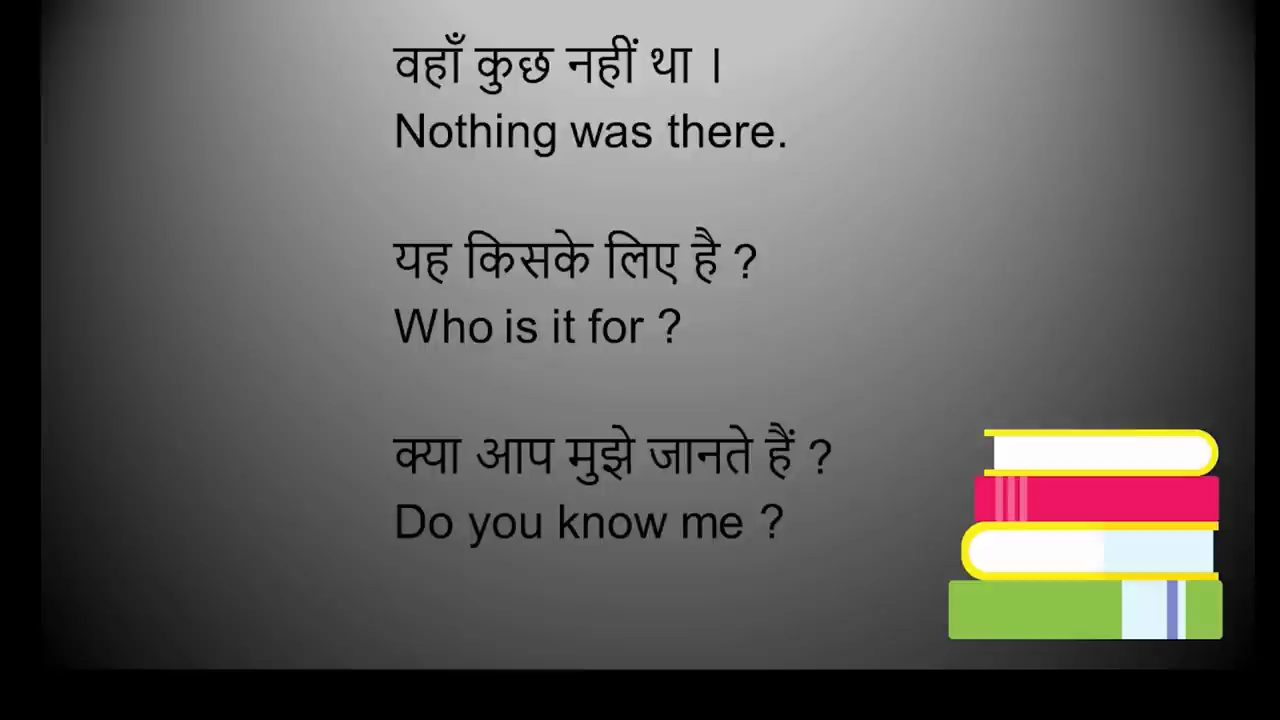 वहाँ कुछ नहीं था ।
Nothing was there.
यह किसके लिए है ?
Who is it for ?
क्या आप मुझे जानते हैं ?
Do you know me ?